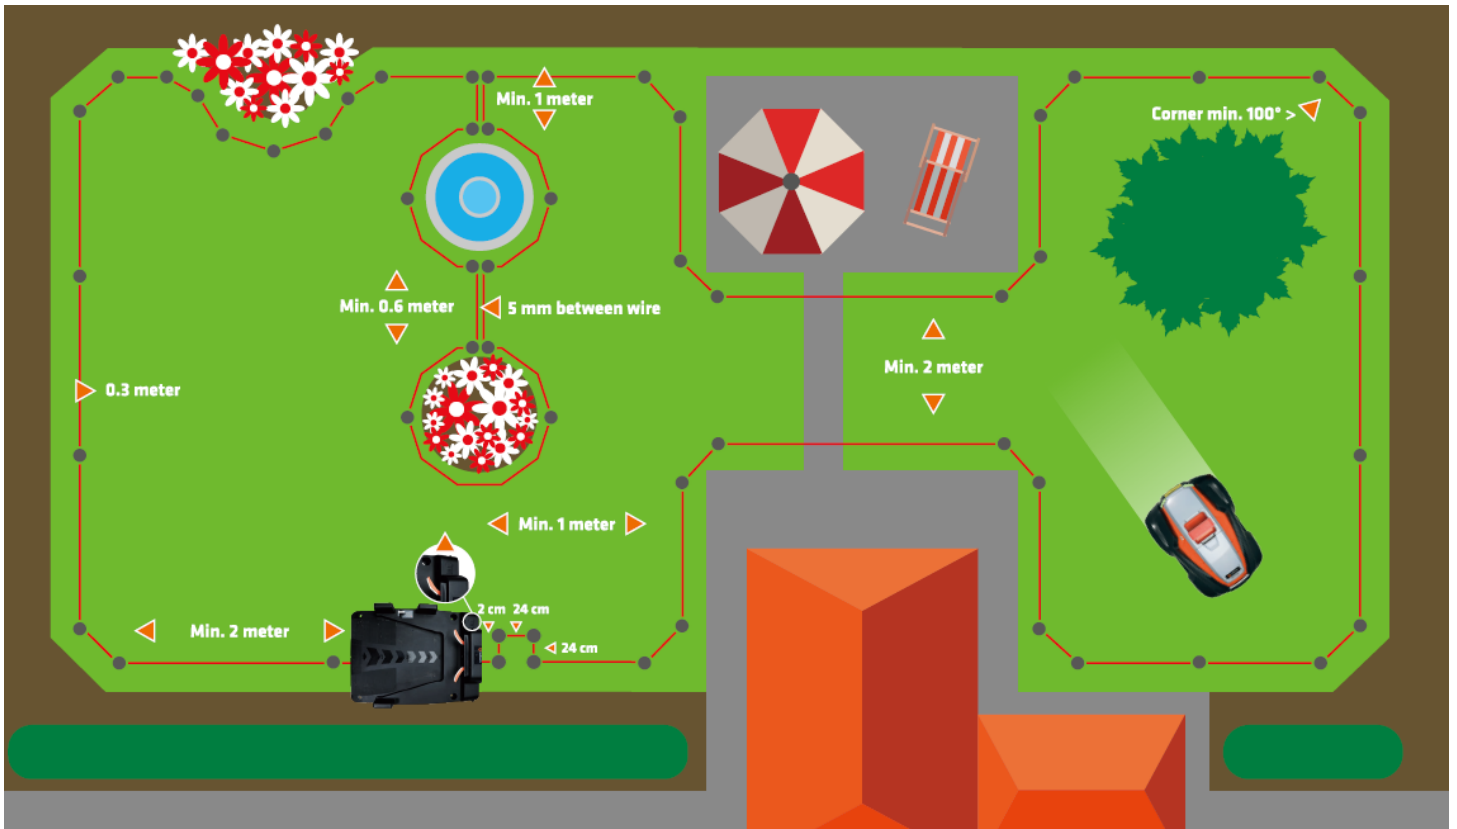 Min. 1 meter
Corner min. 100° >
Min. 0.6 meter
5 mm between wire
Min. 2 meter
0.3 meter
Min. 1 meter
2 cm
24 cm
Min. 2 meter
24 cm